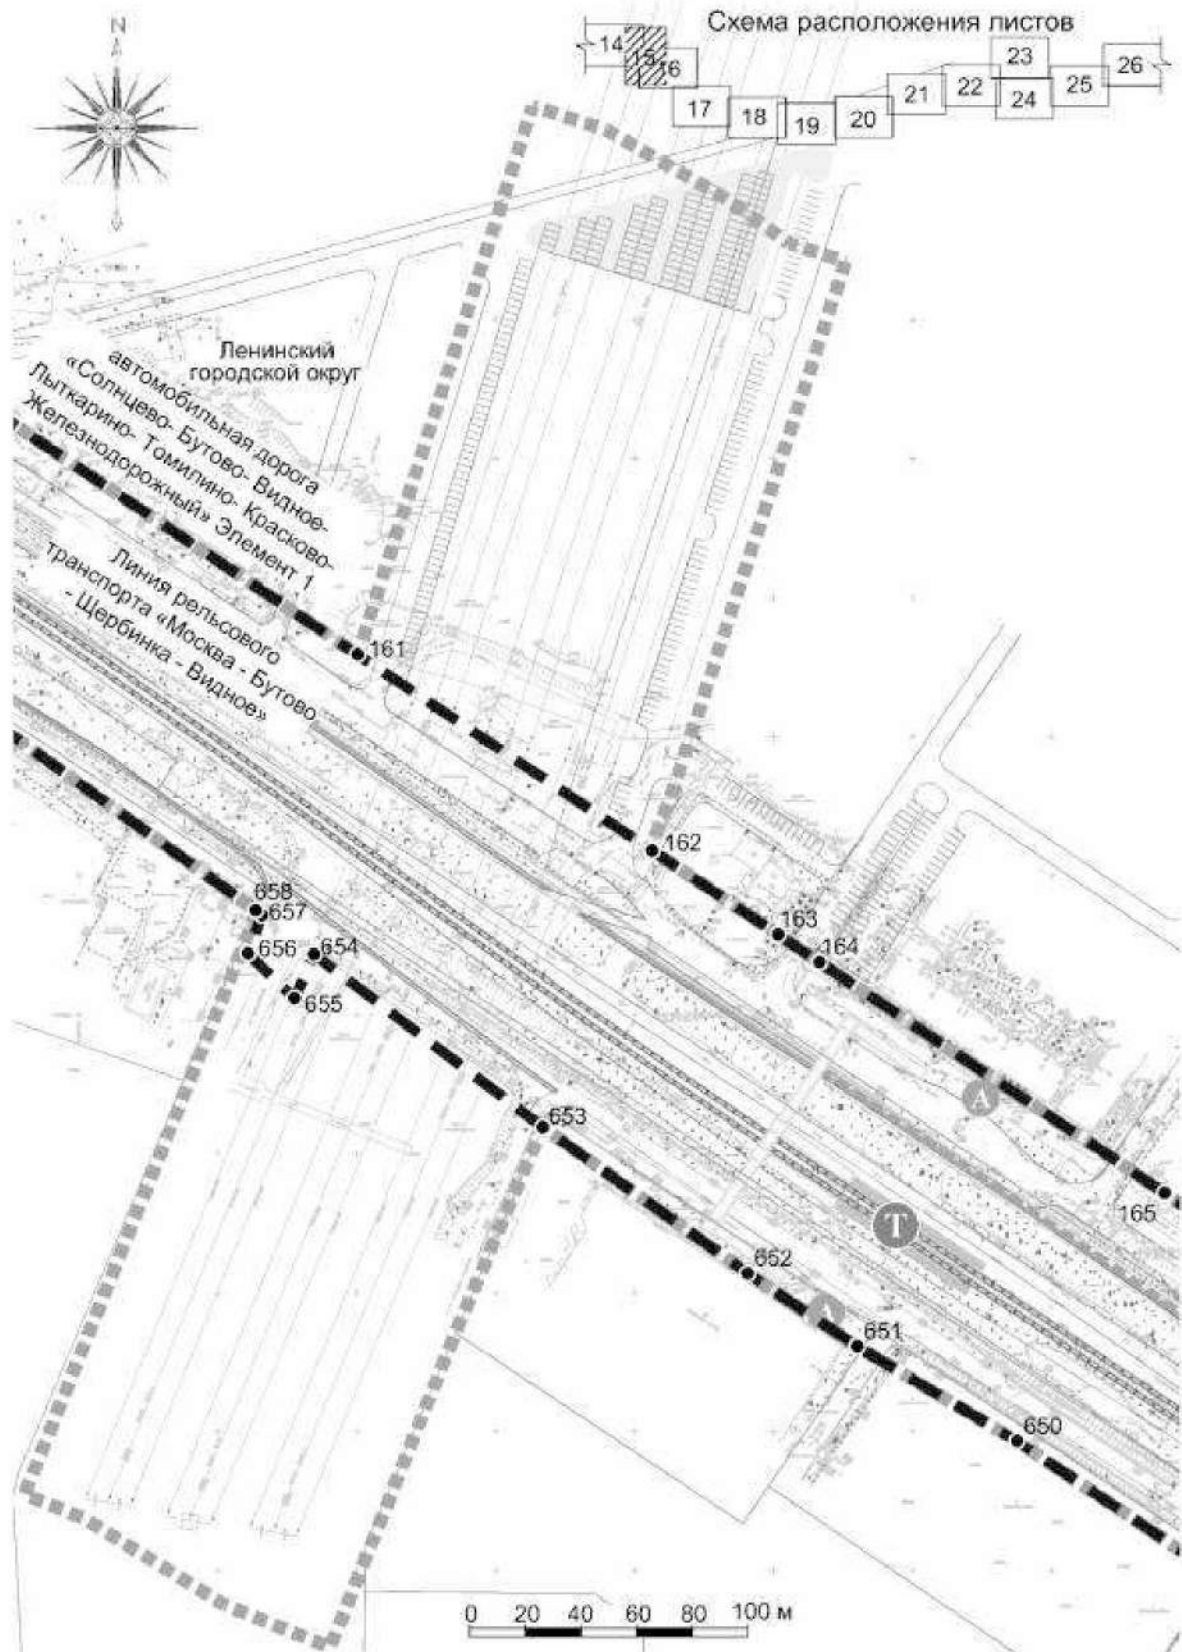 N
Схема расположения листов
14
15
16
17
18
19
20
21
22
23
24
25
26
Ленинский
городской округ
автомобильная дорога
«Солнцево- Бутово- Видное-
Лыткарино- Томилино- Красково-
Железнодорожный» Элемент 1
Линия рельсового
транспорта «Москва - Бутово
- Щербинка - Видное»
161
162
163
164
165
658
657
656
654
655
653
652
651
650
А
Т
А
0 20 40 60 80 100 м